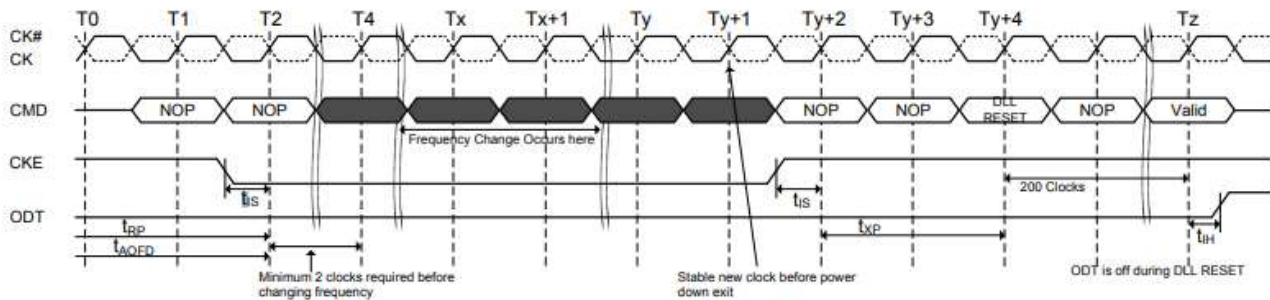 T0 T1 T2 T4 Tx Tx+1 Ty Ty+1 Ty+2 Ty+3 Ty+4 Tz
CK#
CK
CMD NOP NOP NOP NOP DLL RESET NOP Valid
Frequency Change Occurs here
CKE
tIS tIS 200 Clocks
ODT
tRP tXP tIH
tAOFD
Minimum 2 clocks required before
changing frequency
Stable new clock before power
down exit
ODT is off during DLL RESET